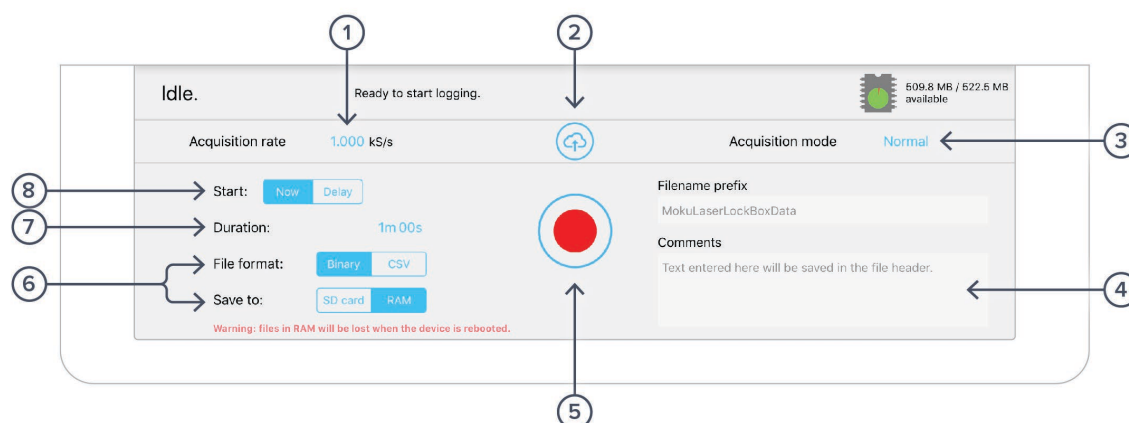 1
2
Idle.
Ready to start logging.
509.8 MB / 522.5 MB
available
Acquisition rate 1.000 kS/s
Acquisition mode Normal
3
8
Start: Now Delay
Filename prefix
MokuLaserLockBoxData
7
Duration: 1m 00s
Comments
Text entered here will be saved in the file header.
6
File format: Binary CSV
4
Save to: SD card RAM
Warning: files in RAM will be lost when the device is rebooted.
5